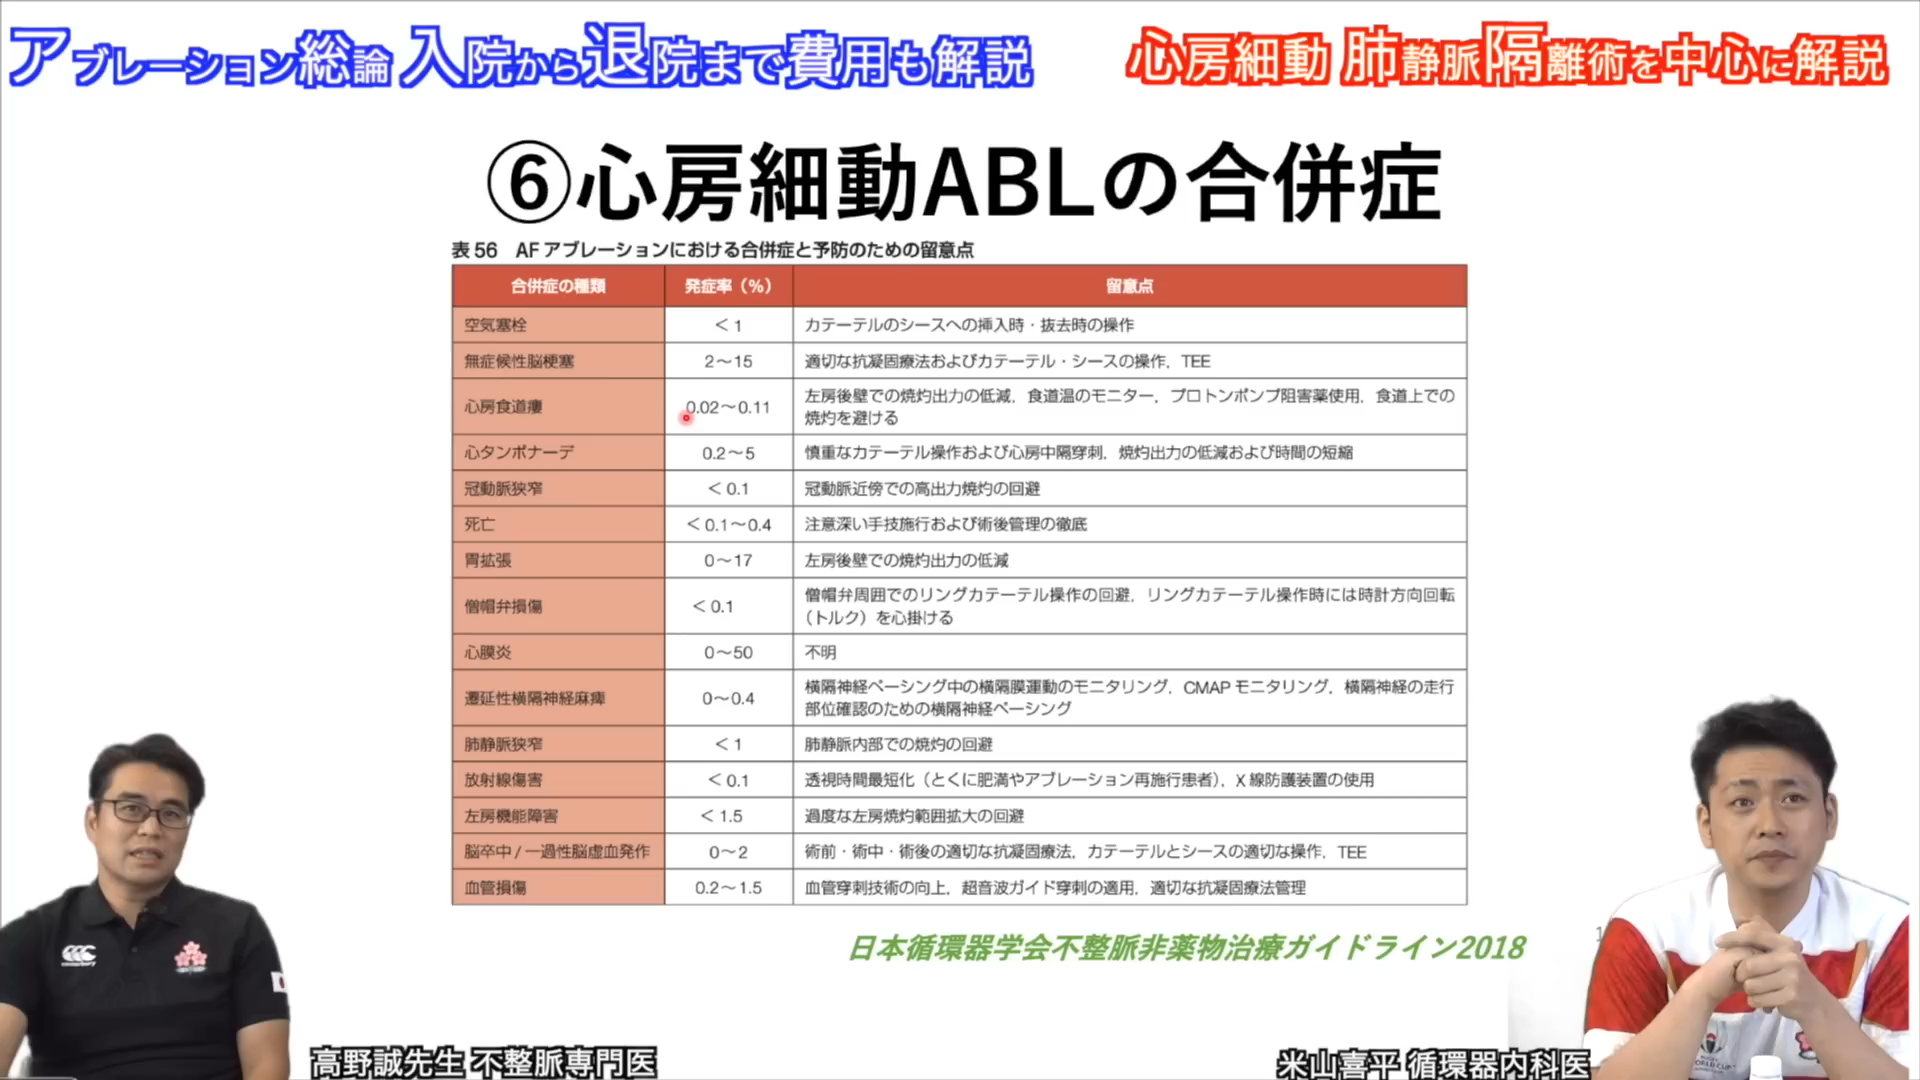 アブレーション総論 入院から退院まで費用も解説
心房細動 肺静脈隔離術を中心に解説
⑥心房細動ABLの合併症
表 56 AF アブレーションにおける合併症と予防のための留意点
合併症の種類 発症率（%） 留意点
空気塞栓 ＜1 カテーテルのシースへの挿入時・抜去時の操作
無症候性脳梗塞 2～15 適切な抗凝固療法およびカテーテル・シースの操作，TEE
心房食道瘻 0.02～0.11 左房後壁での焼灼出力の低減，食道温のモニター，プロトンポンプ阻害薬使用，食道上での
焼灼を避ける
心タンポナーデ 0.2～5 慎重なカテーテル操作および心房中隔穿刺，焼灼出力の低減および時間の短縮
冠動脈狭窄 ＜0.1 冠動脈近傍での高出力焼灼の回避
死亡 ＜0.1～0.4 注意深い手技施行および術後管理の徹底
胃拡張 0～17 左房後壁での焼灼出力の低減
僧帽弁損傷 ＜0.1 僧帽弁周囲でのリングカテーテル操作の回避，リングカテーテル操作時には時計方向回転
（トルク）を心掛ける
心膜炎 0～50 不明
遷延性横隔神経麻痺 0～0.4 横隔神経ペーシング中の横隔膜運動のモニタリング，CMAP モニタリング，横隔神経の走行
部位確認のための横隔神経ペーシング
肺静脈狭窄 ＜1 肺静脈内部での焼灼の回避
放射線傷害 ＜0.1 透視時間最短化（とくに肥満やアブレーション再施行患者），X 線防護装置の使用
左房機能障害 ＜1.5 過度な左房焼灼範囲拡大の回避
脳卒中 / 一過性脳虚血発作 0～2 術前・術中・術後の適切な抗凝固療法，カテーテルとシースの適切な操作，TEE
血管損傷 0.2～1.5 血管穿刺技術の向上，超音波ガイド穿刺の適用，適切な抗凝固療法管理
日本循環器学会不整脈非薬物治療ガイドライン2018
canterbury
高野誠先生 不整脈専門医
米山喜平 循環器内科医